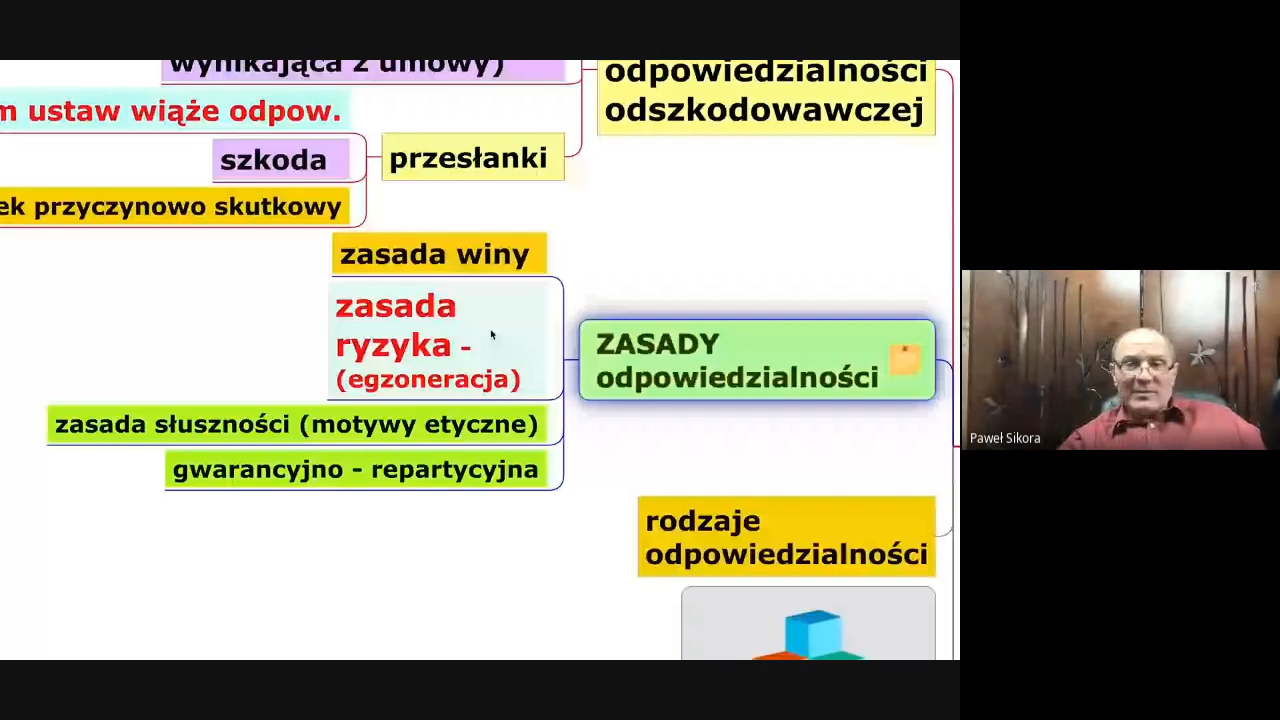 wynikająca z umowy)
odpowiedzialności
odszkodowawczej
m ustaw wiąże odpow.
szkoda
przesłanki
ek przyczynowo skutkowy
zasada winy
zasada
ryzyka -
(egzoneracja)
ZASADY
odpowiedzialności
zasada słuszności (motywy etyczne)
gwarancyjno - repartycyjna
rodzaje
odpowiedzialności
Paweł Sikora